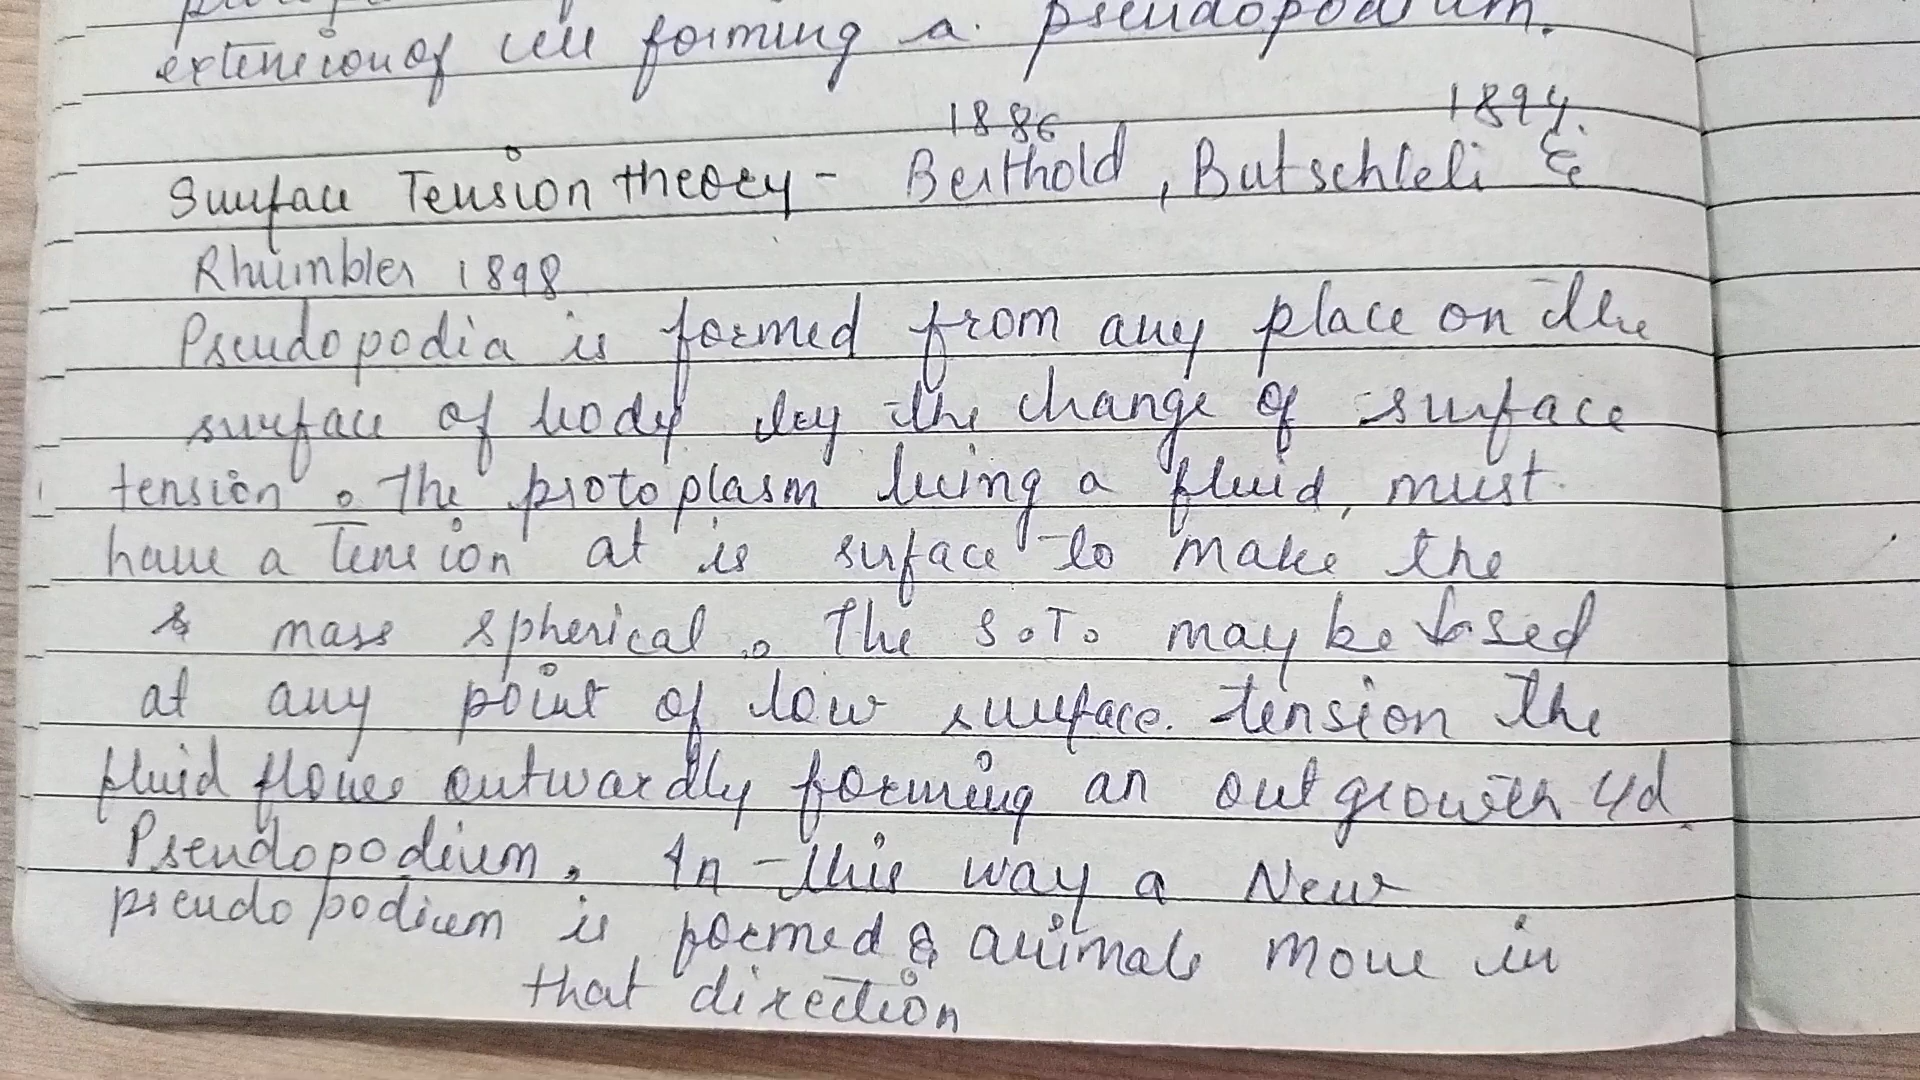 extension of cell forming a pseudopodium.
1886 1894
Surface Tension theory - Berthold, Butschleli &
Rhumbler 1898
Pseudopodia is formed from any place on the
surface of body by the change of surface
tension. The protoplasm being a fluid, must
have a tension at is surface to make the
mass spherical. The S.T. may be
at any point of low surface tension the
fluid flows outwardly forming an outgrowth
Pseudopodium. In this way a New
pseudopodium is formed & animals move in
that direction